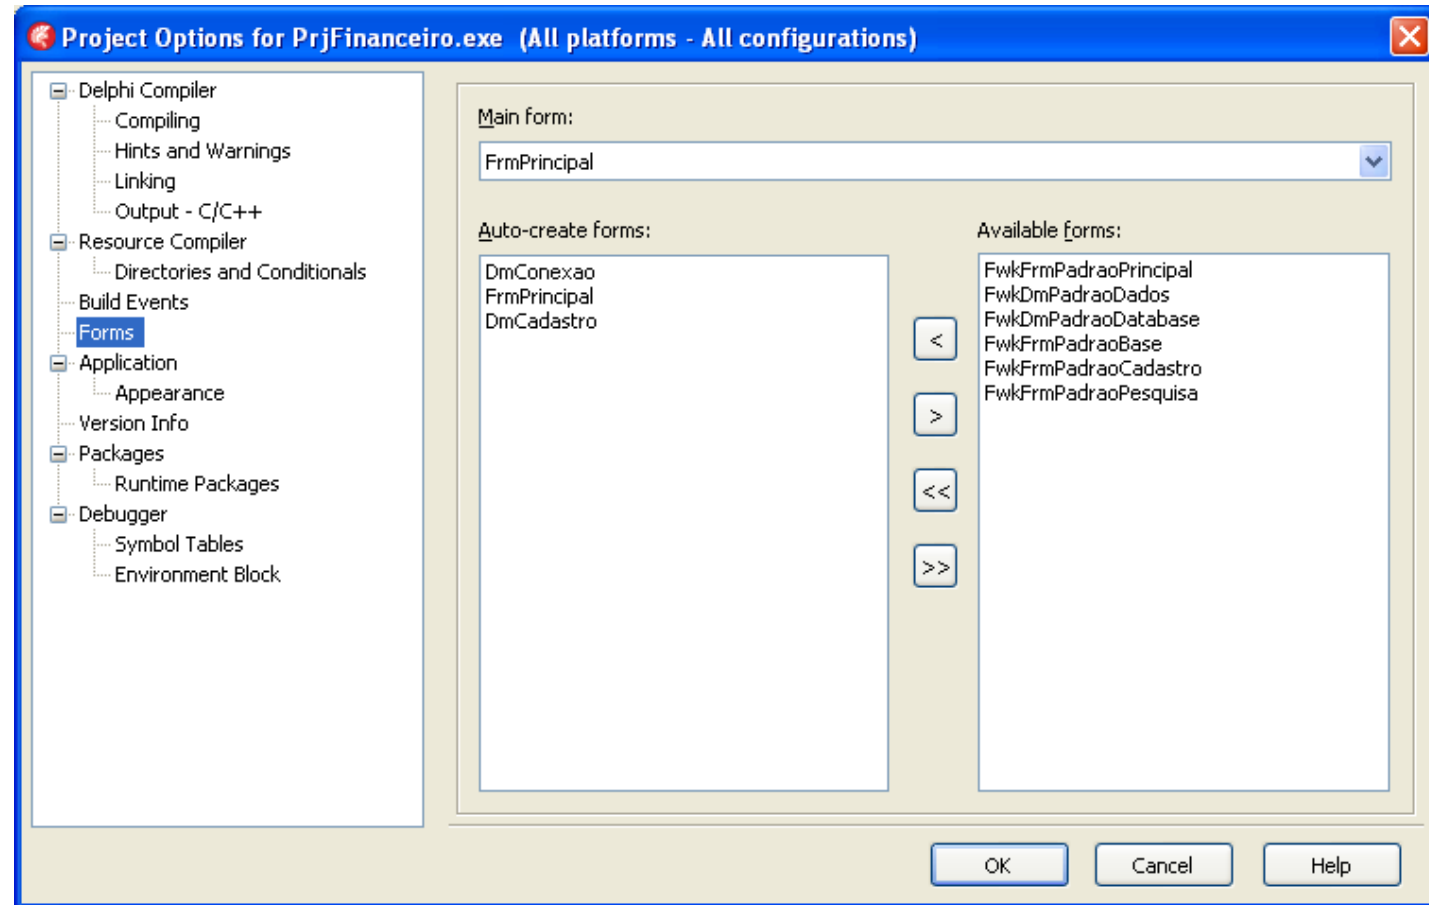 Project Options for PrjFinanceiro.exe (All platforms - All configurations)
Delphi Compiler
Compiling
Hints and Warnings
Linking
Output - C/C++
Resource Compiler
Directories and Conditionals
Build Events
Forms
Application
Appearance
Version Info
Packages
Runtime Packages
Debugger
Symbol Tables
Environment Block
Main form:
FrmPrincipal
Auto-create forms:
DmConexao
FrmPrincipal
DmCadastro
<
>
<<
>>
Available forms:
FwkFrmPadraoPrincipal
FwkDmPadraoDados
FwkDmPadraoDatabase
FwkFrmPadraoBase
FwkFrmPadraoCadastro
FwkFrmPadraoPesquisa
OK
Cancel
Help